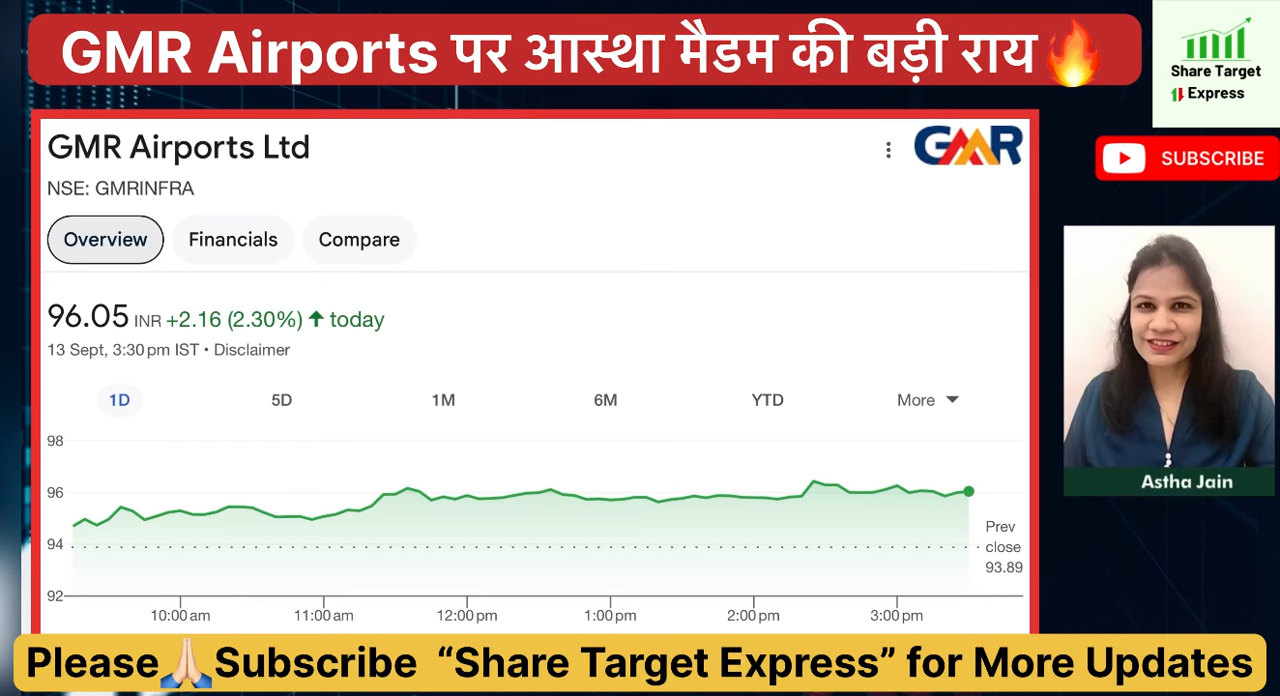 GMR Airports पर आस्था मैडम की बड़ी राय🔥
Share Target
Express
SUBSCRIBE
GMR Airports Ltd
GMR
NSE: GMRINFRA
Overview
Financials
Compare
96.05 INR +2.16 (2.30%) ↑ today
13 Sept, 3:30 pm IST • Disclaimer
1D 5D 1M 6M YTD More
98
96
94
92
Prev
close
93.89
10:00 am 11:00 am 12:00 pm 1:00 pm 2:00 pm 3:00 pm
Astha Jain
Please🙏🏻Subscribe “Share Target Express” for More Updates